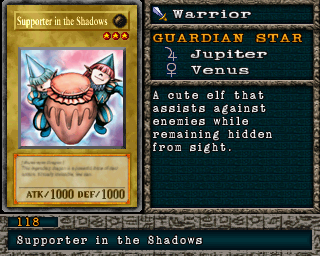 Supporter in the Shadows
ATK/1000 DEF/1000
Warrior
GUARDIAN STAR
Jupiter
Venus
A cute elf that
assists against
enemies while
remaining hidden
from sight.
118
Supporter in the Shadows